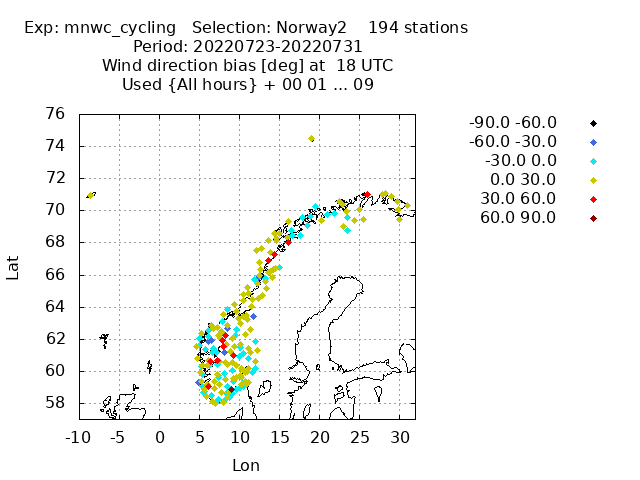 Exp: mnwc_cycling   Selection: Norway2    194 stations
Period: 20220723-20220731
Wind direction bias [deg] at  18 UTC
Used {All hours} + 00 01 ... 09
-90.0 -60.0
-60.0 -30.0
-30.0 0.0
0.0 30.0
30.0 60.0
60.0 90.0
76
74
72
70
68
66
64
62
60
58
Lat
-10 -5 0 5 10 15 20 25 30
Lon